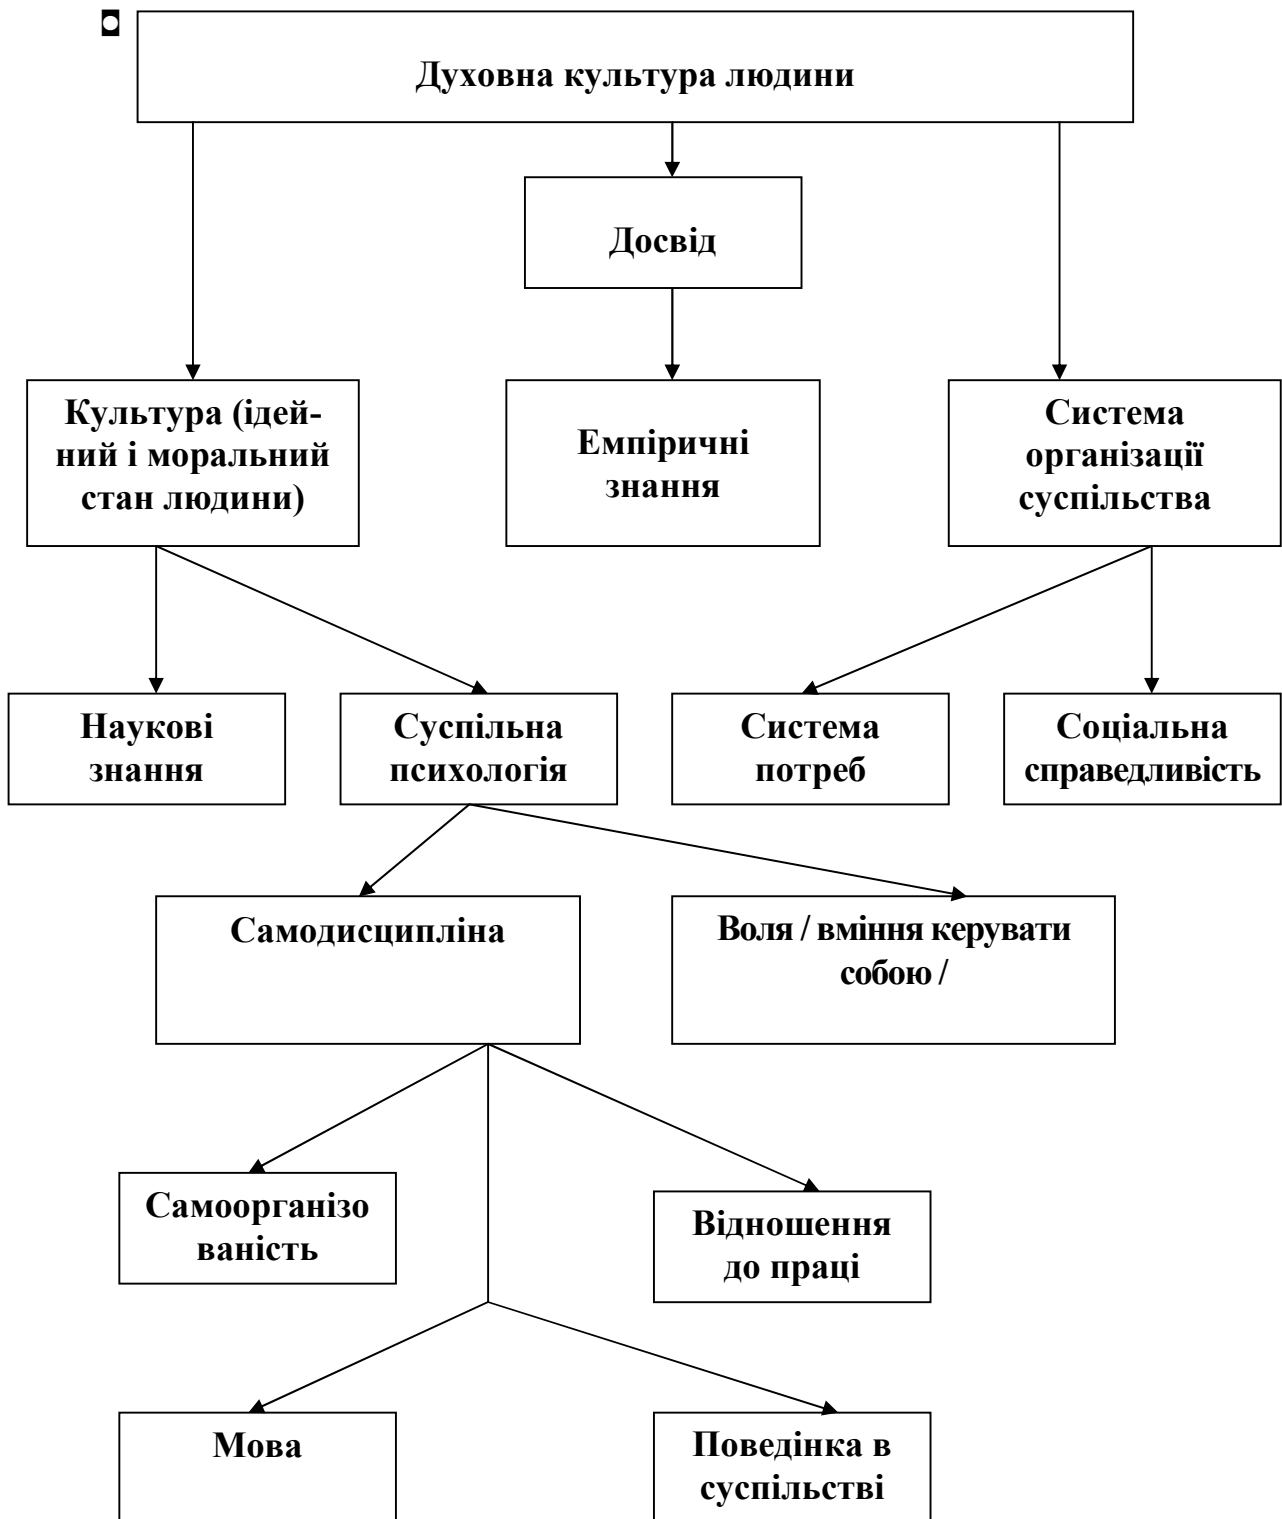 Духовна культура людини
Досвід
Культура (ідей-
ний і моральний
стан людини)
Емпіричні
знання
Система
організації
суспільства
Наукові
знання
Суспільна
психологія
Система
потреб
Соціальна
справедливість
Самодисципліна
Воля / вміння керувати
собою /
Самоорганізо
ваність
Відношення
до праці
Мова
Поведінка в
суспільстві